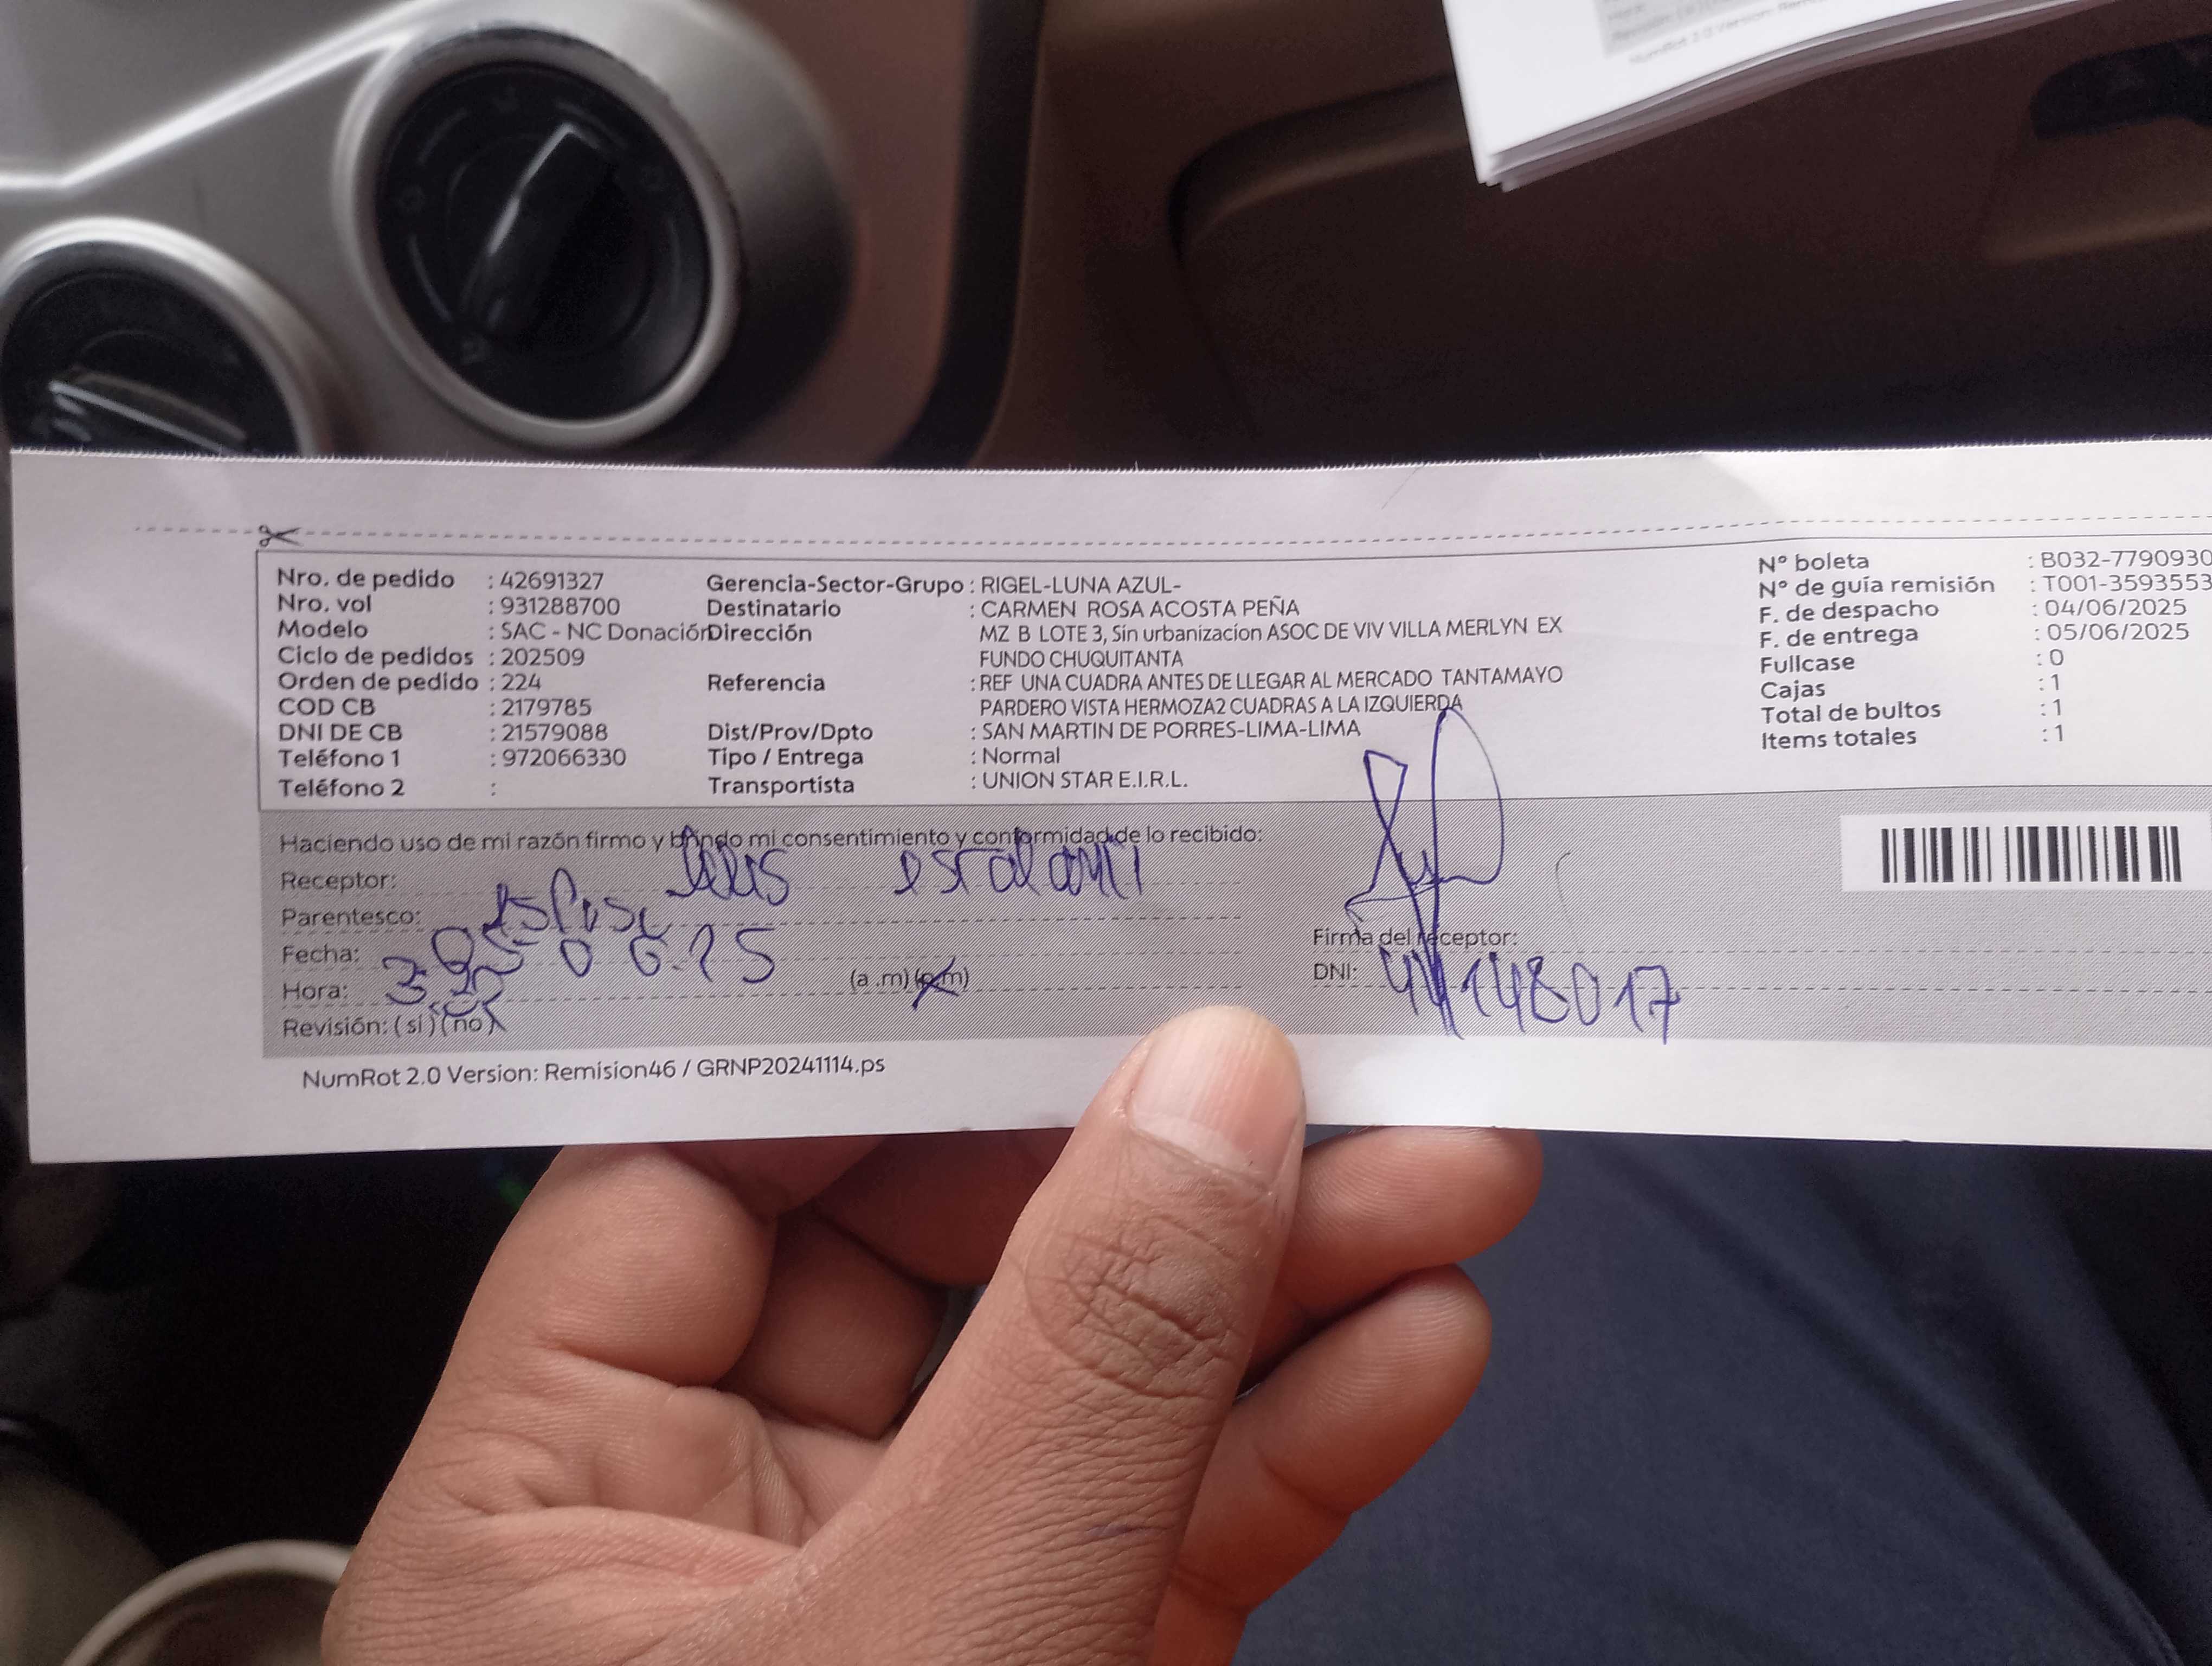 Nro. de pedido : 42691327
Nro. vol : 931288700
Modelo : SAC - NC Donación
Ciclo de pedidos : 202509
Orden de pedido : 224
COD CB : 2179785
DNI DE CB : 21579088
Teléfono 1 : 972066330
Teléfono 2 :
Gerencia-Sector-Grupo : RIGEL-LUNA AZUL-
Destinatario : CARMEN ROSA ACOSTA PEÑA
Dirección MZ B LOTE 3, Sin urbanizacion ASOC DE VIV VILLA MERLYN EX
FUNDO CHUQUITANTA
Referencia : REF UNA CUADRA ANTES DE LLEGAR AL MERCADO TANTAMAYO
PARDERO VISTA HERMOZA2 CUADRAS A LA IZQUIERDA
Dist/Prov/Dpto : SAN MARTIN DE PORRES-LIMA-LIMA
Tipo / Entrega : Normal
Transportista : UNION STAR E.I.R.L.
N° boleta : B032-7790930
N° de guía remisión : T001-3593553
F. de despacho : 04/06/2025
F. de entrega : 05/06/2025
Fullcase : 0
Cajas : 1
Total de bultos : 1
Items totales : 1
Haciendo uso de mi razón firmo y brindo mi consentimiento y conformidad de lo recibido:
Receptor:
Parentesco:
Fecha:
Hora: (a .m) (p.m)
Revisión: (si) (no)
Firma del receptor:
DNI:
NumRot 2.0 Version: Remision46 / GRNP20241114.ps